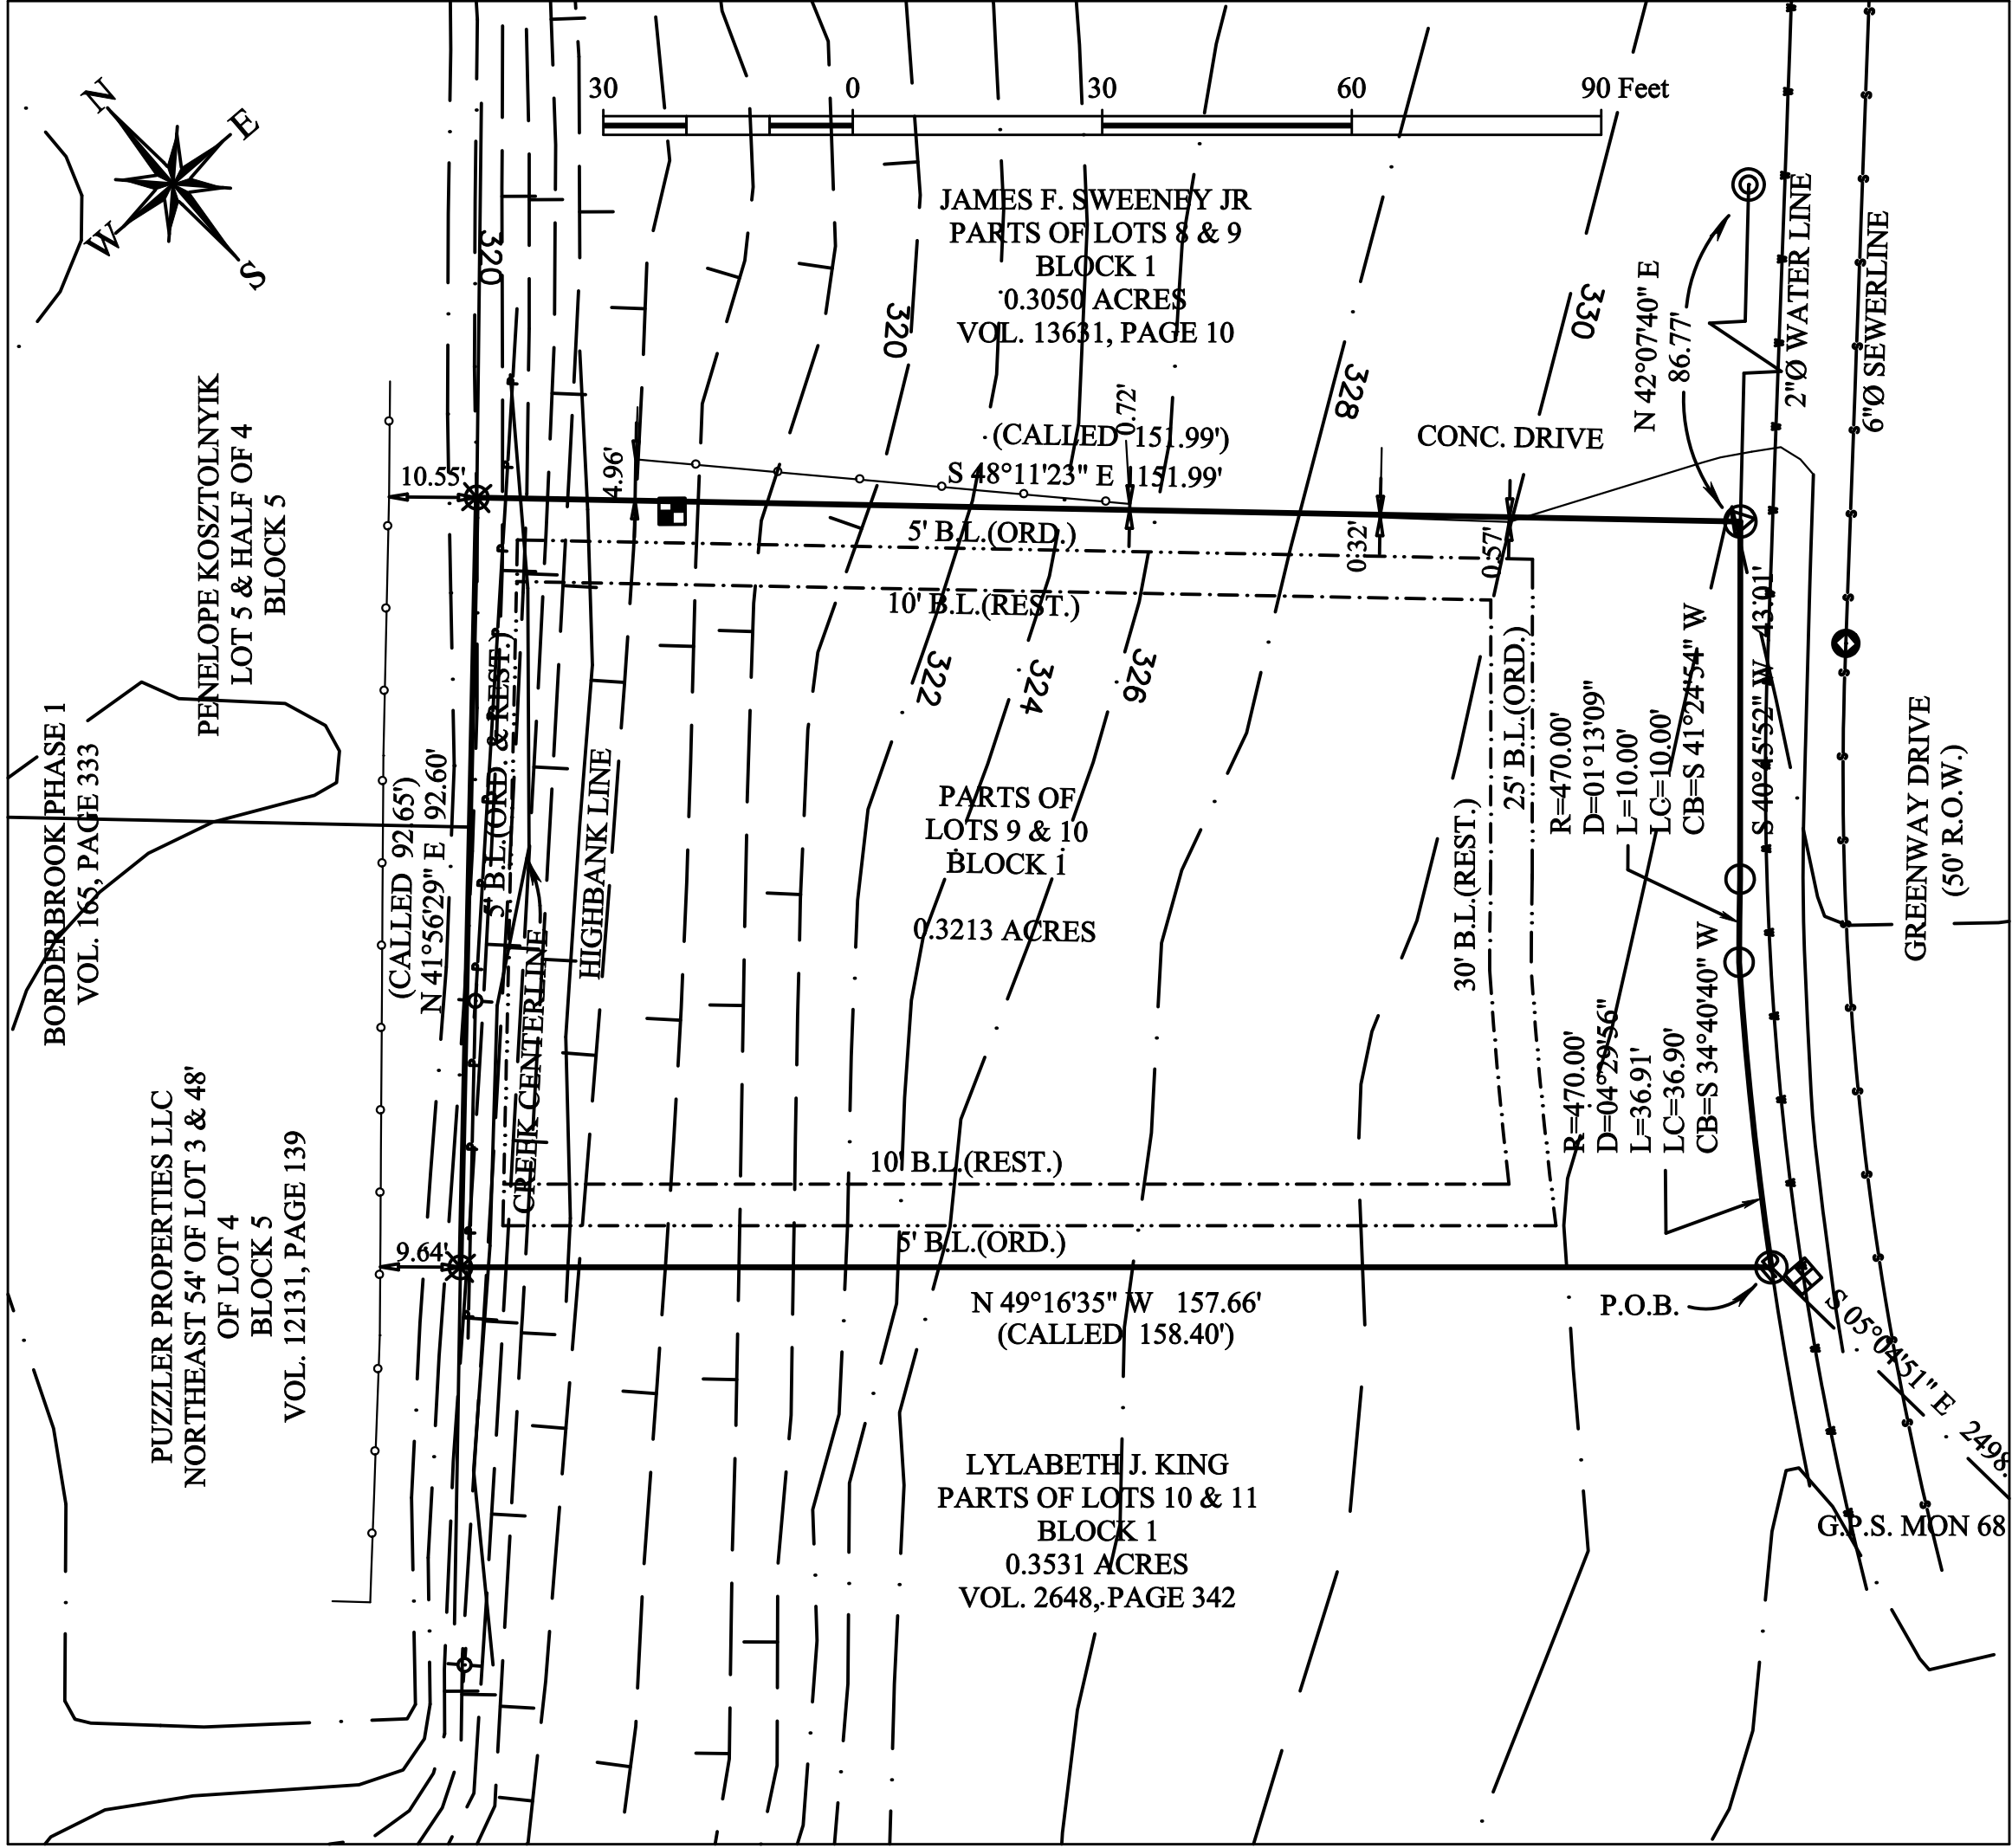 N
E
W
S
30 0 30 60 90 Feet
JAMES F. SWEENEY JR
PARTS OF LOTS 8 & 9
BLOCK 1
0.3050 ACRES
VOL. 13631, PAGE 10
320
320
328
330
N 42°07'40" E
86.77'
2"Ø WATER LINE
6"Ø SEWERLINE
PENELOPE KOSZTOLNYIK
LOT 5 & HALF OF 4
BLOCK 5
10.55'
4.96'
0.72'
(CALLED 151.99')
S 48°11'23" E 151.99'
CONC. DRIVE
5' B.L.(ORD.)
0.32'
0.57'
10' B.L.(REST.)
322
324
326
BORDERBROOK PHASE 1
VOL. 165, PAGE 333
(CALLED 92.65')
N 41°56'29" E 92.60'
5' B.L.(ORD. & REST.)
HIGHBANK LINE
CREEK CENTERLINE
PARTS OF
LOTS 9 & 10
BLOCK 1
0.3213 ACRES
30' B.L.(REST.)
25' B.L.(ORD.)
R=470.00'
D=01°13'09"
L=10.00'
LC=10.00'
CB=S 41°24'54" W
S 40°45'52" W 43.01'
GREENWAY DRIVE
(50' R.O.W.)
R=470.00'
D=04°29'56"
L=36.91'
LC=36.90'
CB=S 34°40'40" W
PUZZLER PROPERTIES LLC
NORTHEAST 54' OF LOT 3 & 48'
OF LOT 4
BLOCK 5
VOL. 12131, PAGE 139
10' B.L.(REST.)
5' B.L.(ORD.)
9.64'
N 49°16'35" W 157.66'
(CALLED 158.40')
P.O.B.
S 05°04'51" E 2498.
G.P.S. MON 68
LYLABETH J. KING
PARTS OF LOTS 10 & 11
BLOCK 1
0.3531 ACRES
VOL. 2648, PAGE 342